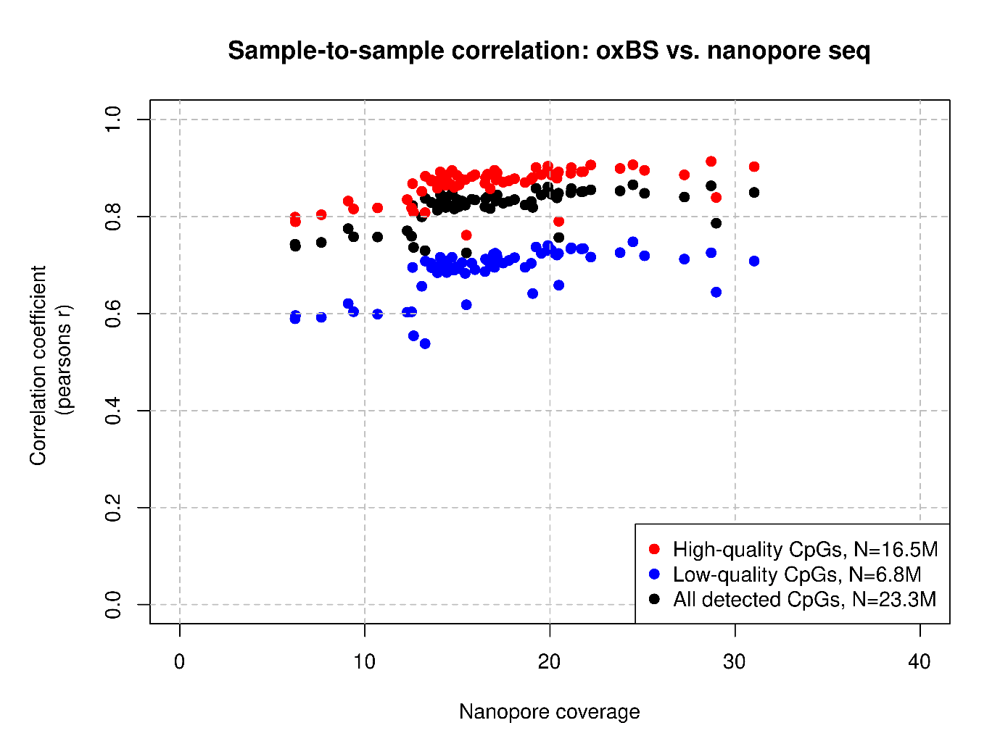 Sample-to-sample correlation: oxBS vs. nanopore seq
Correlation coefficient
(pearsons r)
1.0
0.8
0.6
0.4
0.2
0.0
High-quality CpGs, N=16.5M
Low-quality CpGs, N=6.8M
All detected CpGs, N=23.3M
0 10 20 30 40
Nanopore coverage